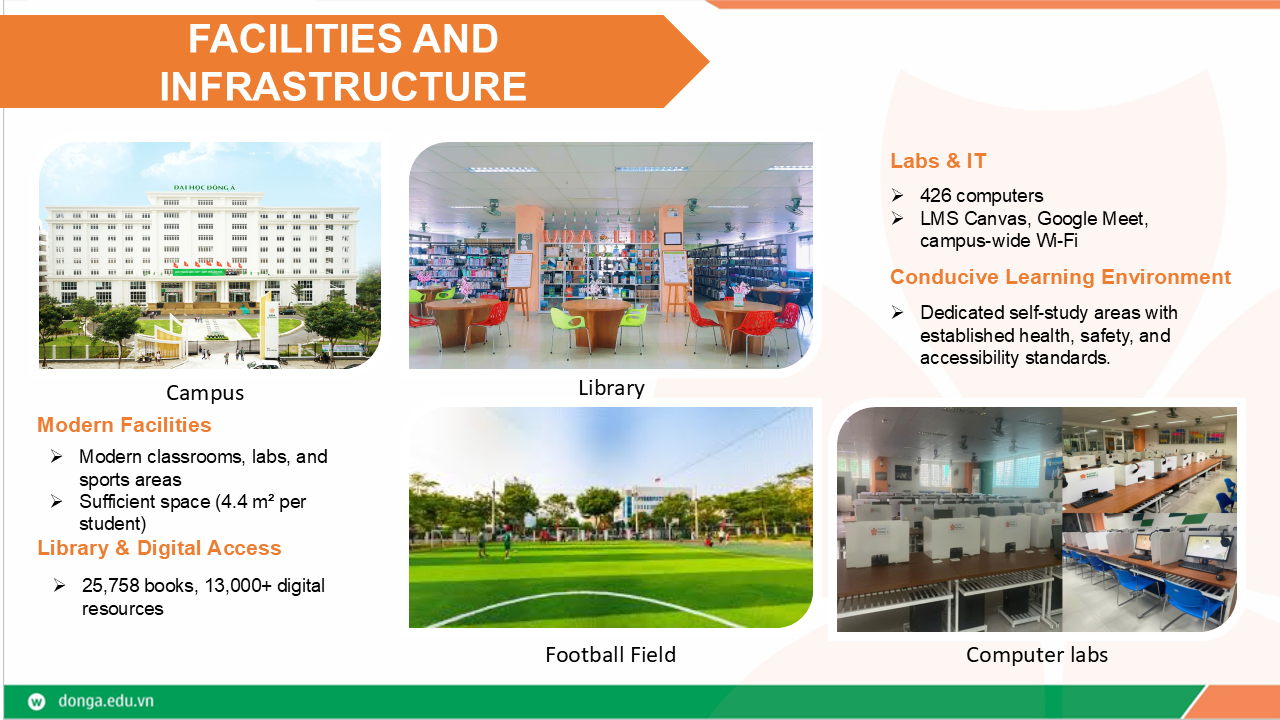 FACILITIES AND
INFRASTRUCTURE
ĐẠI HỌC ĐÔNG Á
UDA-LIB
Campus
Library
Modern Facilities
➢ Modern classrooms, labs, and
sports areas
➢ Sufficient space (4.4 m² per
student)
Library & Digital Access
➢ 25,758 books, 13,000+ digital
resources
Labs & IT
➢ 426 computers
➢ LMS Canvas, Google Meet,
campus-wide Wi-Fi
Conducive Learning Environment
➢ Dedicated self-study areas with
established health, safety, and
accessibility standards.
Football Field
Computer labs
w donga.edu.vn